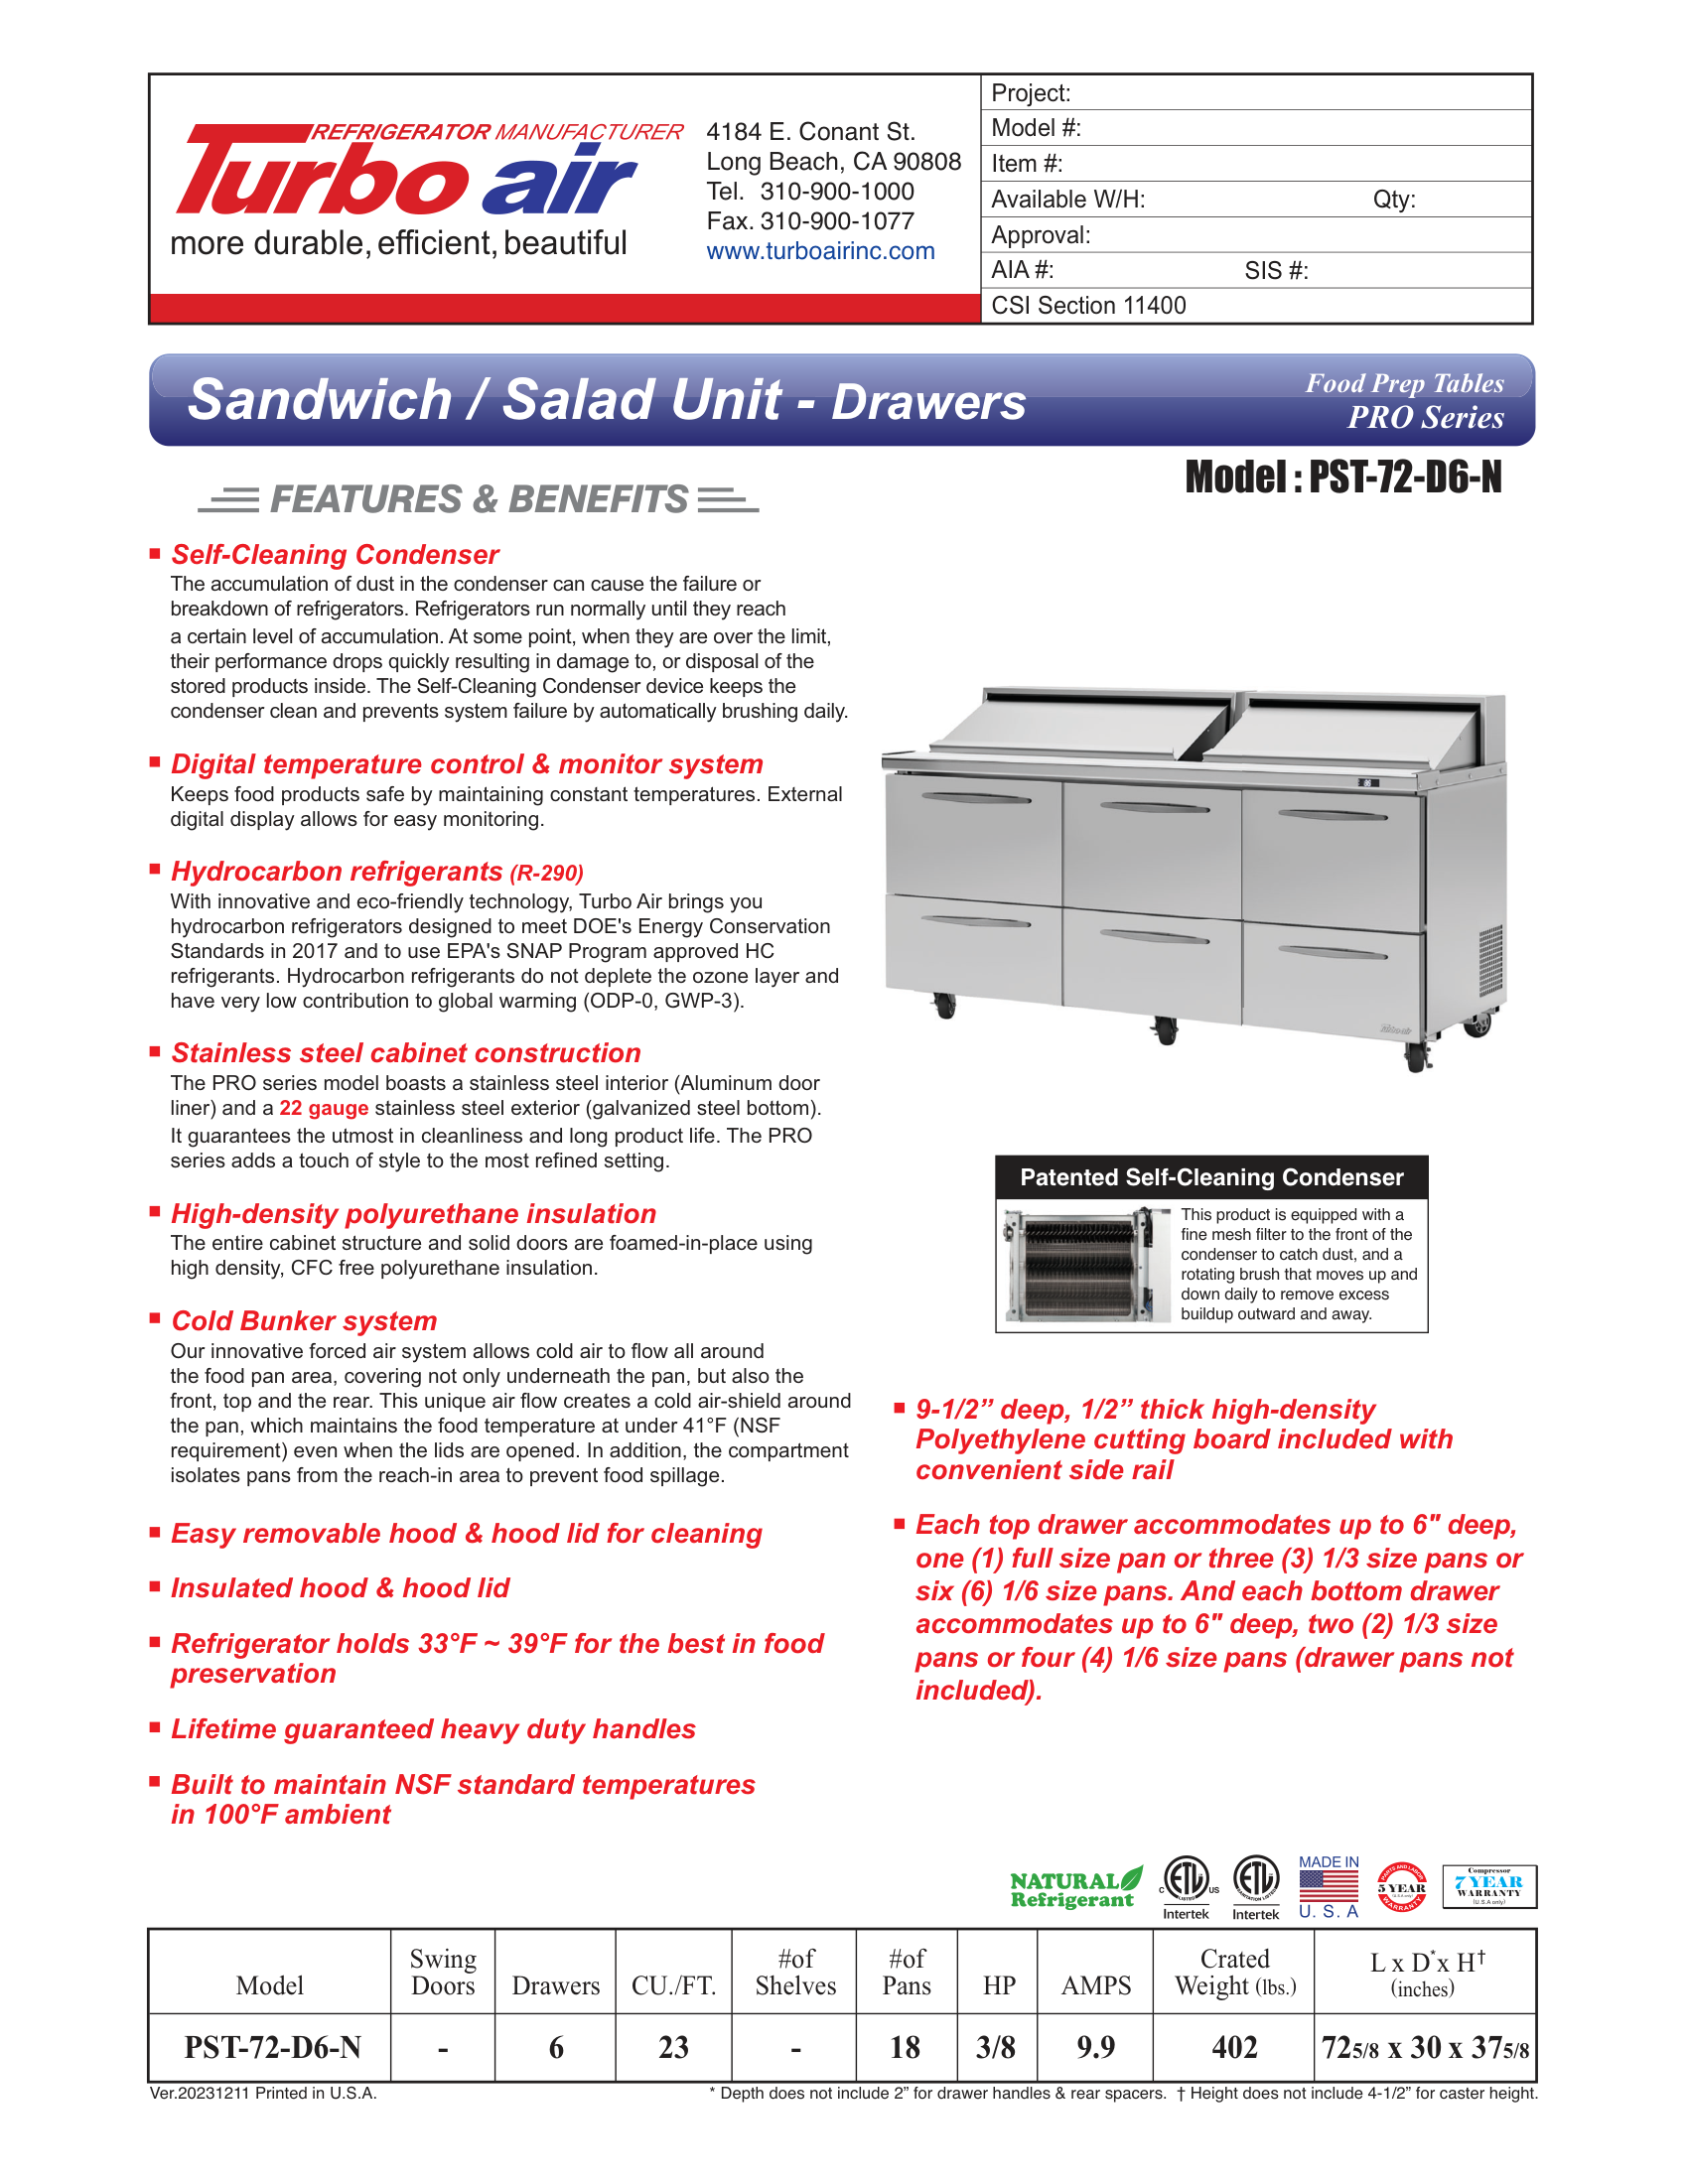 REFRIGERATOR MANUFACTURER
Turbo air
more durable, efficient, beautiful
4184 E. Conant St.
Long Beach, CA 90808
Tel. 310-900-1000
Fax. 310-900-1077
www.turboairinc.com
Project:
Model #:
Item #:
Available W/H: Qty:
Approval:
AIA #: SIS #:
CSI Section 11400
Sandwich / Salad Unit - Drawers
Food Prep Tables
PRO Series
Model : PST-72-D6-N
FEATURES & BENEFITS
Self-Cleaning Condenser
The accumulation of dust in the condenser can cause the failure or
breakdown of refrigerators. Refrigerators run normally until they reach
a certain level of accumulation. At some point, when they are over the limit,
their performance drops quickly resulting in damage to, or disposal of the
stored products inside. The Self-Cleaning Condenser device keeps the
condenser clean and prevents system failure by automatically brushing daily.
Digital temperature control & monitor system
Keeps food products safe by maintaining constant temperatures. External
digital display allows for easy monitoring.
Hydrocarbon refrigerants (R-290)
With innovative and eco-friendly technology, Turbo Air brings you
hydrocarbon refrigerators designed to meet DOE's Energy Conservation
Standards in 2017 and to use EPA's SNAP Program approved HC
refrigerants. Hydrocarbon refrigerants do not deplete the ozone layer and
have very low contribution to global warming (ODP-0, GWP-3).
Stainless steel cabinet construction
The PRO series model boasts a stainless steel interior (Aluminum door
liner) and a 22 gauge stainless steel exterior (galvanized steel bottom).
It guarantees the utmost in cleanliness and long product life. The PRO
series adds a touch of style to the most refined setting.
High-density polyurethane insulation
The entire cabinet structure and solid doors are foamed-in-place using
high density, CFC free polyurethane insulation.
Cold Bunker system
Our innovative forced air system allows cold air to flow all around
the food pan area, covering not only underneath the pan, but also the
front, top and the rear. This unique air flow creates a cold air-shield around
the pan, which maintains the food temperature at under 41°F (NSF
requirement) even when the lids are opened. In addition, the compartment
isolates pans from the reach-in area to prevent food spillage.
Easy removable hood & hood lid for cleaning
Insulated hood & hood lid
Refrigerator holds 33°F ~ 39°F for the best in food
preservation
Lifetime guaranteed heavy duty handles
Built to maintain NSF standard temperatures
in 100°F ambient
Turbo air
Patented Self-Cleaning Condenser
This product is equipped with a
fine mesh filter to the front of the
condenser to catch dust, and a
rotating brush that moves up and
down daily to remove excess
buildup outward and away.
9-1/2” deep, 1/2” thick high-density
Polyethylene cutting board included with
convenient side rail
Each top drawer accommodates up to 6" deep,
one (1) full size pan or three (3) 1/3 size pans or
six (6) 1/6 size pans. And each bottom drawer
accommodates up to 6" deep, two (2) 1/3 size
pans or four (4) 1/6 size pans (drawer pans not
included).
NATURAL
Refrigerant
C ETL US
LISTED
Intertek
ETL
SANITATION LISTED
Intertek
MADE IN
U. S. A
PARTS AND LABOR
5 YEAR
(U.S.A only)
WARRANTY
Compressor
7 YEAR
WARRANTY
(U.S.A only)
Model Swing Doors Drawers CU./FT. #of Shelves #of Pans HP AMPS Crated Weight (lbs.) L x D* x H† (inches)
PST-72-D6-N - 6 23 - 18 3/8 9.9 402 72 5/8 x 30 x 37 5/8
Ver.20231211 Printed in U.S.A.
* Depth does not include 2” for drawer handles & rear spacers. † Height does not include 4-1/2” for caster height.